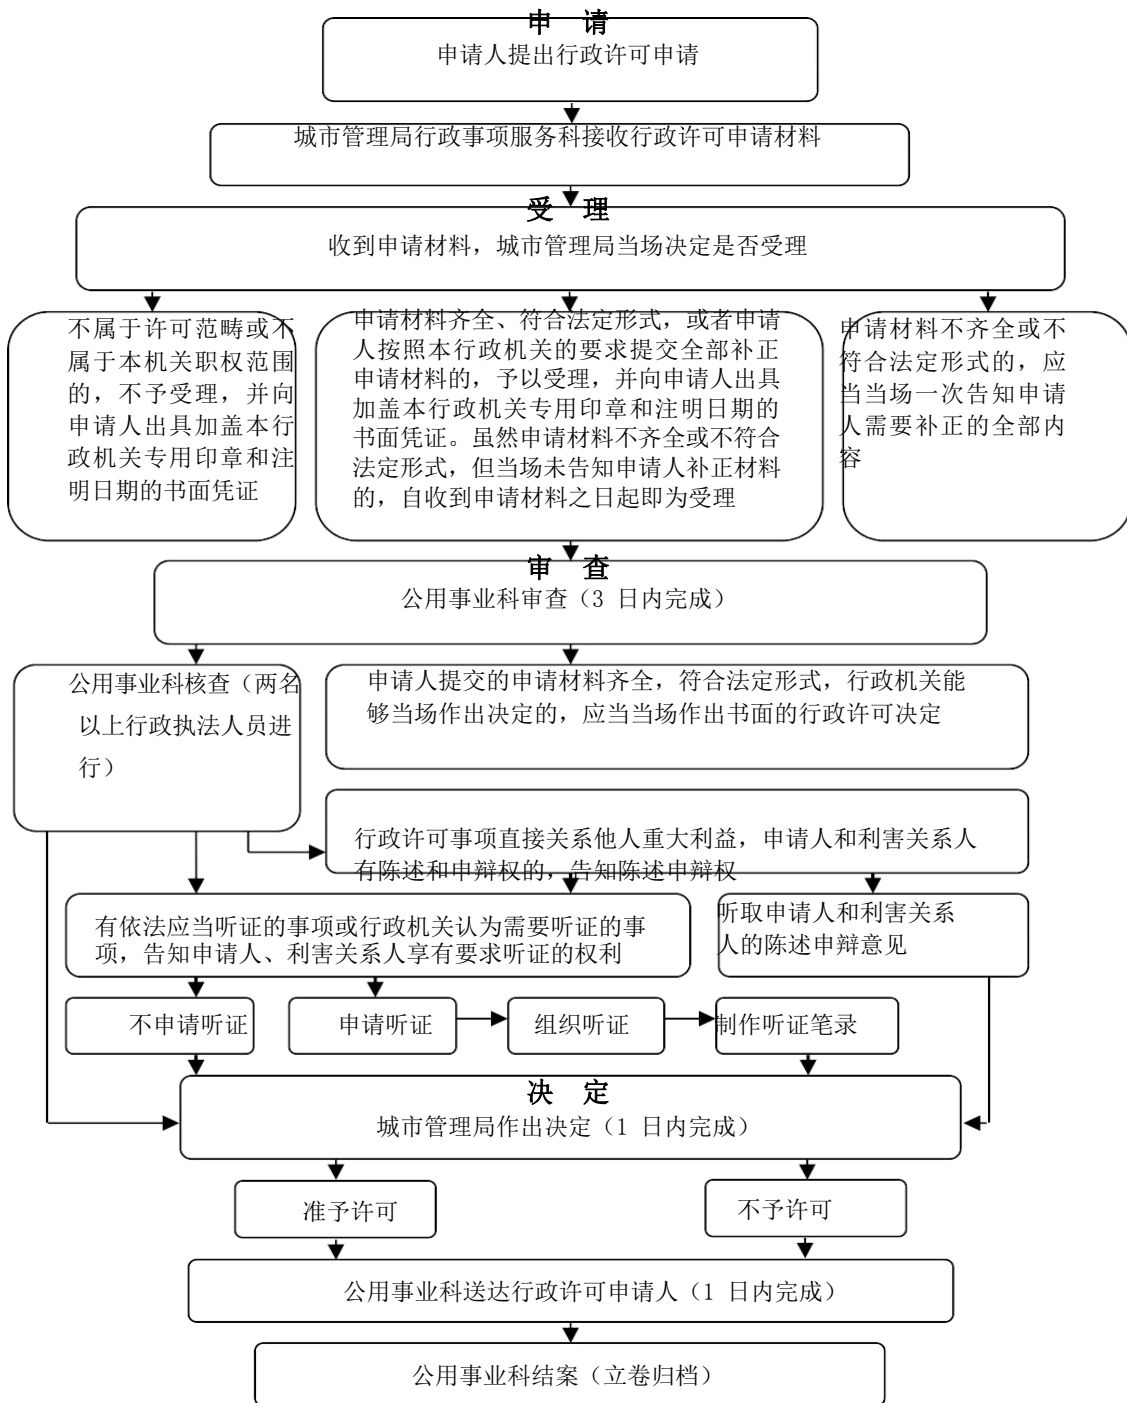 申 请
申请人提出行政许可申请
城市管理局行政事项服务科接收行政许可申请材料
受 理
收到申请材料，城市管理局当场决定是否受理
不属于许可范畴或不
属于本机关职权范围
的，不予受理，并向
申请人出具加盖本行
政机关专用印章和注
明日期的书面凭证
申请材料齐全、符合法定形式，或者申请
人按照本行政机关的要求提交全部补正
申请材料的，予以受理，并向申请人出具
加盖本行政机关专用印章和注明日期的
书面凭证。虽然申请材料不齐全或不符合
法定形式，但当场未告知申请人补正材料
的，自收到申请材料之日起即为受理
申请材料不齐全或不
符合法定形式的，应
当当场一次告知申请
人需要补正的全部内
容
审 查
公用事业科审查（3 日内完成）
公用事业科核查（两名
以上行政执法人员进
行）
申请人提交的申请材料齐全，符合法定形式，行政机关能
够当场作出决定的，应当当场作出书面的行政许可决定
行政许可事项直接关系他人重大利益，申请人和利害关系人
有陈述和申辩权的，告知陈述申辩权
有依法应当听证的事项或行政机关认为需要听证的事
项，告知申请人、利害关系人享有要求听证的权利
听取申请人和利害关系
人的陈述申辩意见
不申请听证
申请听证
组织听证
制作听证笔录
决 定
城市管理局作出决定（1 日内完成）
准予许可
不予许可
公用事业科送达行政许可申请人（1 日内完成）
公用事业科结案（立卷归档）